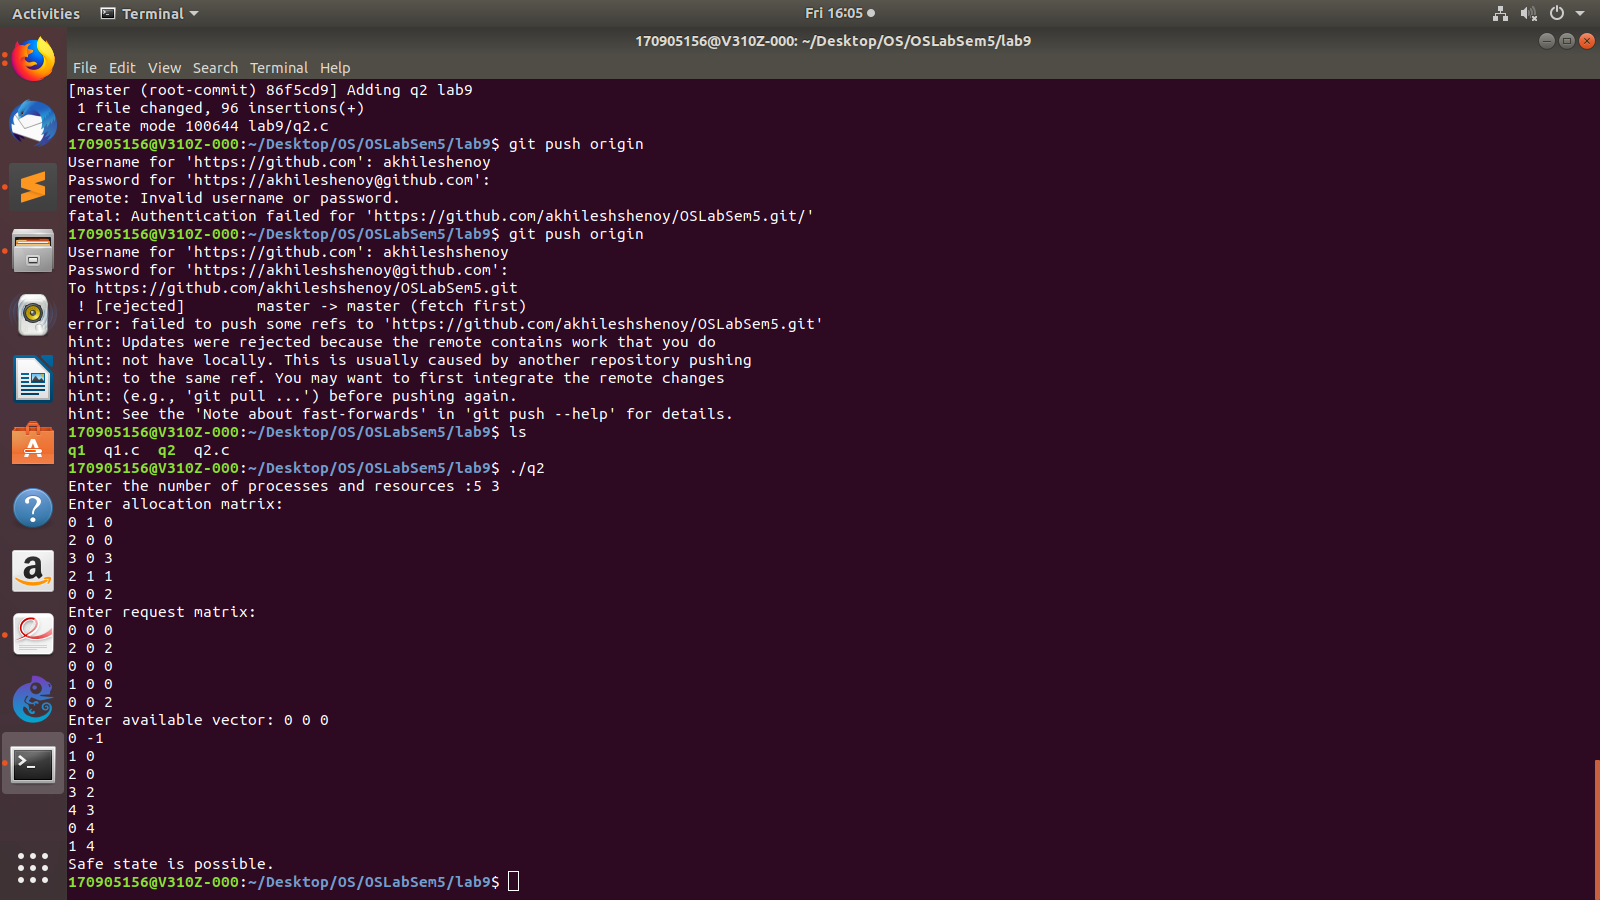 Activities Terminal Fri 16:05
170905156@V310Z-000: ~/Desktop/OS/OSLabSem5/lab9
File Edit View Search Terminal Help
[master (root-commit) 86f5cd9] Adding q2 lab9
 1 file changed, 96 insertions(+)
 create mode 100644 lab9/q2.c
170905156@V310Z-000:~/Desktop/OS/OSLabSem5/lab9$ git push origin
Username for 'https://github.com': akhileshenoy
Password for 'https://akhileshenoy@github.com':
remote: Invalid username or password.
fatal: Authentication failed for 'https://github.com/akhileshshenoy/OSLabSem5.git/'
170905156@V310Z-000:~/Desktop/OS/OSLabSem5/lab9$ git push origin
Username for 'https://github.com': akhileshshenoy
Password for 'https://akhileshshenoy@github.com':
To https://github.com/akhileshshenoy/OSLabSem5.git
 ! [rejected]        master -> master (fetch first)
error: failed to push some refs to 'https://github.com/akhileshshenoy/OSLabSem5.git'
hint: Updates were rejected because the remote contains work that you do
hint: not have locally. This is usually caused by another repository pushing
hint: to the same ref. You may want to first integrate the remote changes
hint: (e.g., 'git pull ...') before pushing again.
hint: See the 'Note about fast-forwards' in 'git push --help' for details.
170905156@V310Z-000:~/Desktop/OS/OSLabSem5/lab9$ ls
q1  q1.c  q2  q2.c
170905156@V310Z-000:~/Desktop/OS/OSLabSem5/lab9$ ./q2
Enter the number of processes and resources :5 3
Enter allocation matrix:
0 1 0
2 0 0
3 0 3
2 1 1
0 0 2
Enter request matrix:
0 0 0
2 0 2
0 0 0
1 0 0
0 0 2
Enter available vector: 0 0 0
0 -1
1 0
2 0
3 2
4 3
0 4
1 4
Safe state is possible.
170905156@V310Z-000:~/Desktop/OS/OSLabSem5/lab9$